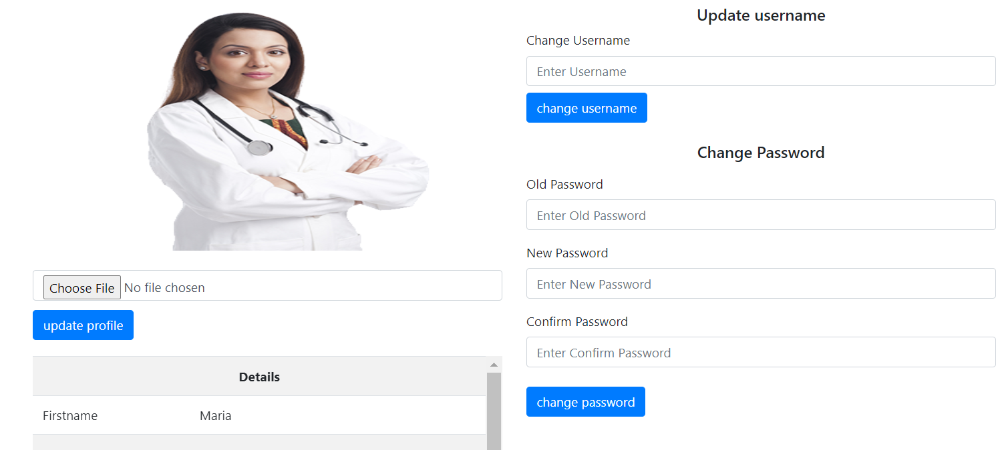 Choose File No file chosen
update profile
Details
Firstname Maria
Update username
Change Username
Enter Username
change username
Change Password
Old Password
Enter Old Password
New Password
Enter New Password
Confirm Password
Enter Confirm Password
change password